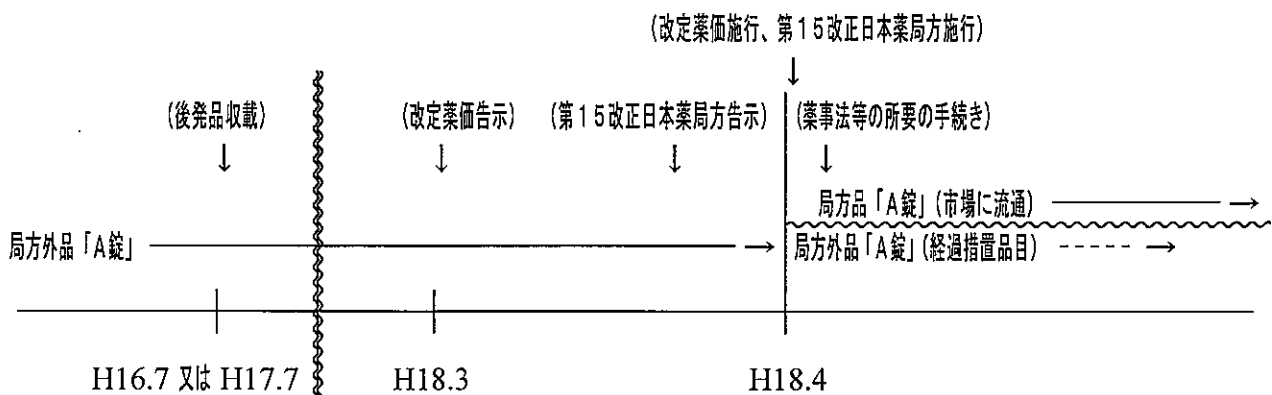 (改定薬価施行、第15改正日本薬局方施行)
↓
(後発品収載) (改定薬価告示) (第15改正日本薬局方告示) (薬事法等の所要の手続き)
↓ ↓ ↓ ↓
局方品「A錠」(市場に流通) →
局方外品「A錠」 → 局方外品「A錠」(経過措置品目) →
H16.7 又は H17.7 H18.3 H18.4